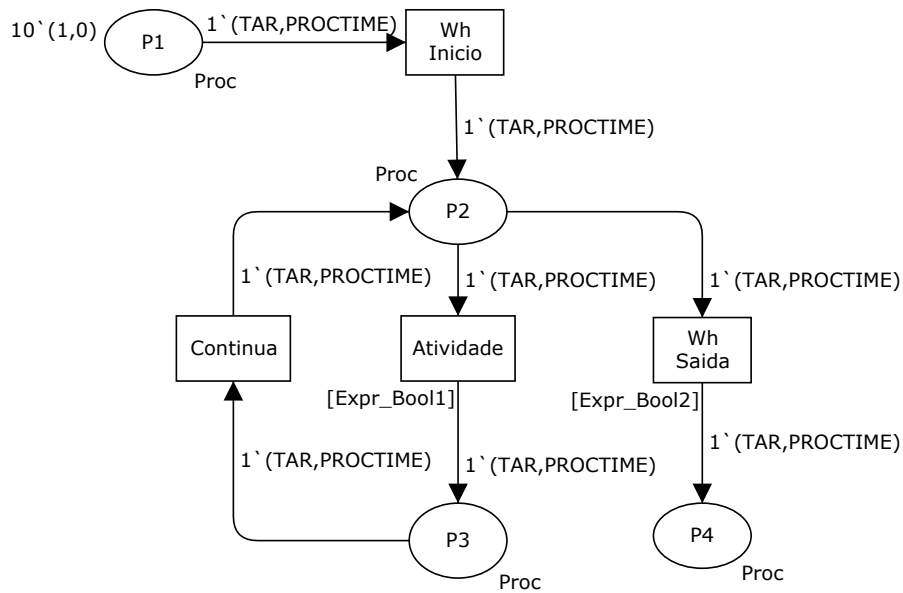 10`(1,0)
P1
1`(TAR,PROCTIME)
Wh
Inicio
Proc
1`(TAR,PROCTIME)
Proc
P2
1`(TAR,PROCTIME)
1`(TAR,PROCTIME)
1`(TAR,PROCTIME)
Continua
Atividade
Wh
Saida
[Expr_Bool1]
[Expr_Bool2]
1`(TAR,PROCTIME)
1`(TAR,PROCTIME)
1`(TAR,PROCTIME)
P3
P4
Proc
Proc